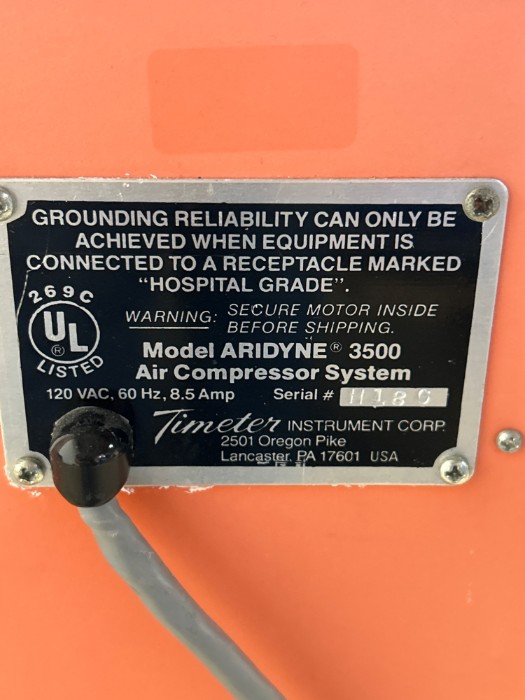 GROUNDING RELIABILITY CAN ONLY BE
ACHIEVED WHEN EQUIPMENT IS
CONNECTED TO A RECEPTACLE MARKED
“HOSPITAL GRADE”.
269C
UL
®
LISTED
WARNING: SECURE MOTOR INSIDE
BEFORE SHIPPING.
Model ARIDYNE® 3500
Air Compressor System
120 VAC, 60 Hz, 8.5 Amp Serial #
Timeter INSTRUMENT CORP.
2501 Oregon Pike
Lancaster, PA 17601 USA